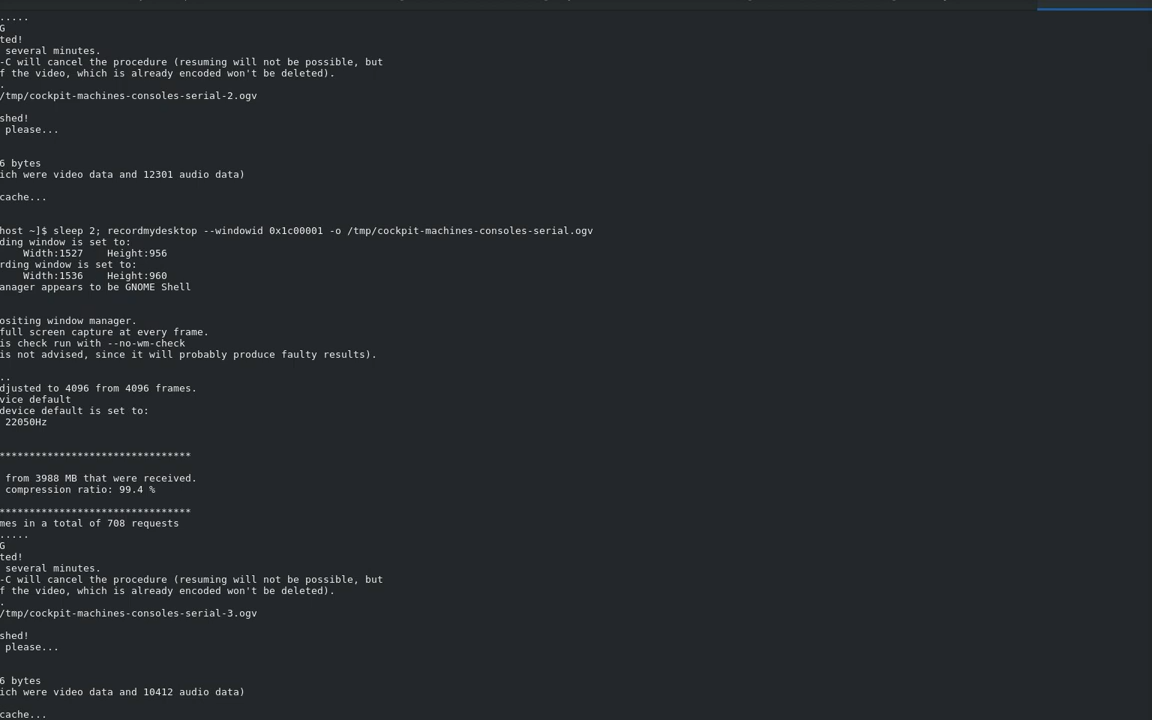 .....
G
ted!
several minutes.
-C will cancel the procedure (resuming will not be possible, but
f the video, which is already encoded won't be deleted).
.
/tmp/cockpit-machines-consoles-serial-2.ogv
shed!
please...
6 bytes
ich were video data and 12301 audio data)
cache...
host ~]$ sleep 2; recordmydesktop --windowid 0x1c00001 -o /tmp/cockpit-machines-consoles-serial.ogv
ding window is set to:
Width:1527    Height:956
rding window is set to:
Width:1536    Height:960
anager appears to be GNOME Shell
ositing window manager.
full screen capture at every frame.
is check run with --no-wm-check
is not advised, since it will probably produce faulty results).
..
djusted to 4096 from 4096 frames.
vice default
device default is set to:
22050Hz
********************************
from 3988 MB that were received.
compression ratio: 99.4 %
********************************
mes in a total of 708 requests
.....
G
ted!
several minutes.
-C will cancel the procedure (resuming will not be possible, but
f the video, which is already encoded won't be deleted).
.
/tmp/cockpit-machines-consoles-serial-3.ogv
shed!
please...
6 bytes
ich were video data and 10412 audio data)
cache...